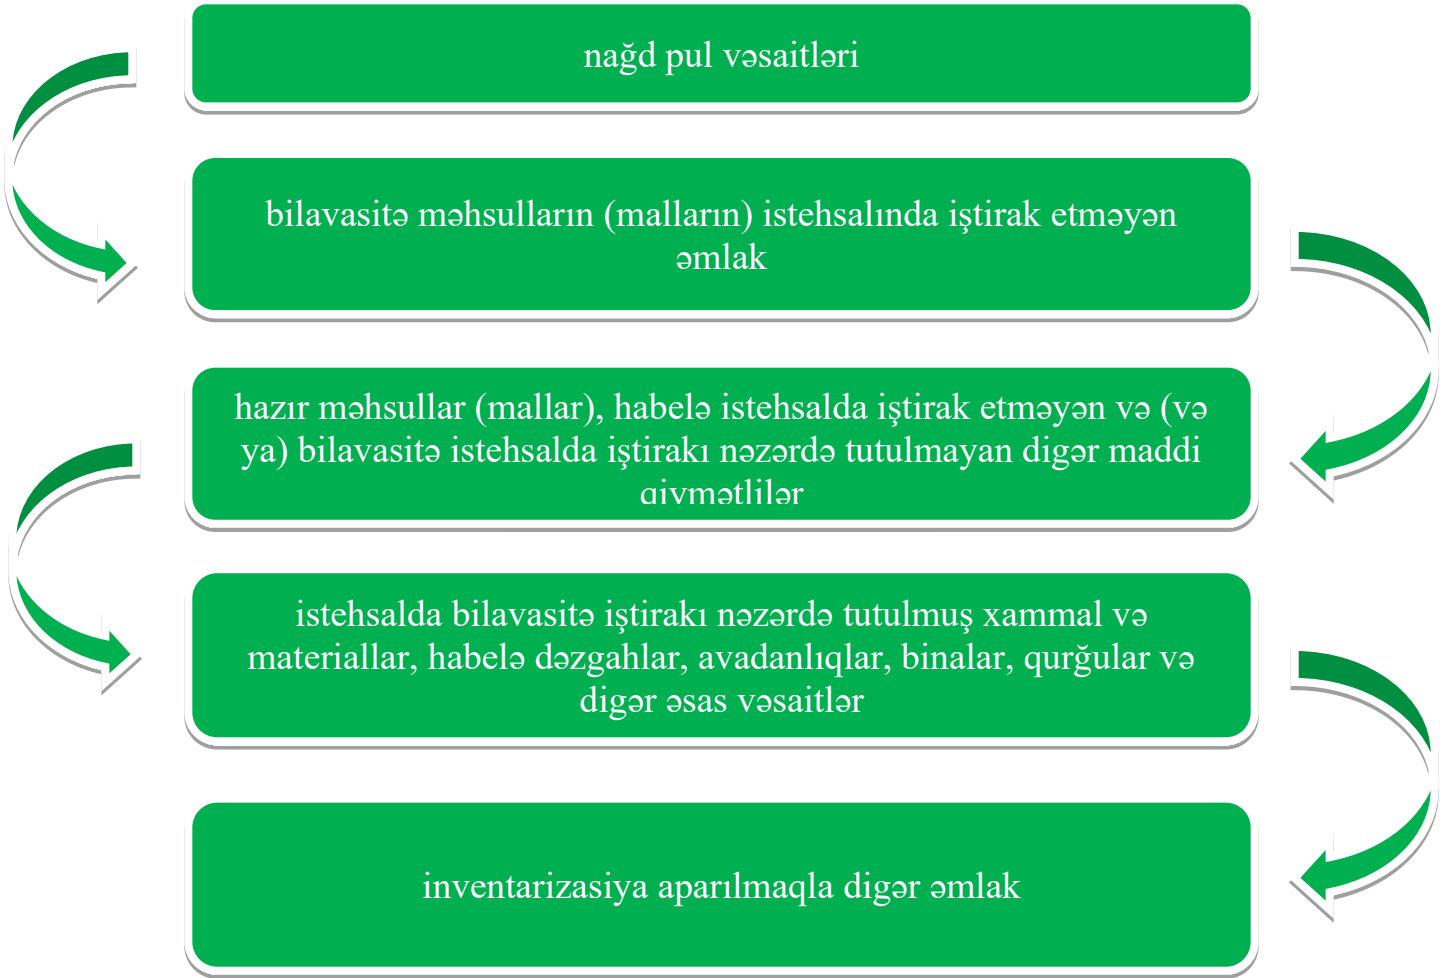 nağd pul vəsaitləri
bilavasitə məhsulların (malların) istehsalında iştirak etməyən
əmlak
hazır məhsullar (mallar), habelə istehsalda iştirak etməyən və (və
ya) bilavasitə istehsalda iştirakı nəzərdə tutulmayan digər maddi
qiymətlilər
istehsalda bilavasitə iştirakı nəzərdə tutulmuş xammal və
materiallar, habelə dəzgahlar, avadanlıqlar, binalar, qurğular və
digər əsas vəsaitlər
inventarizasiya aparılmaqla digər əmlak